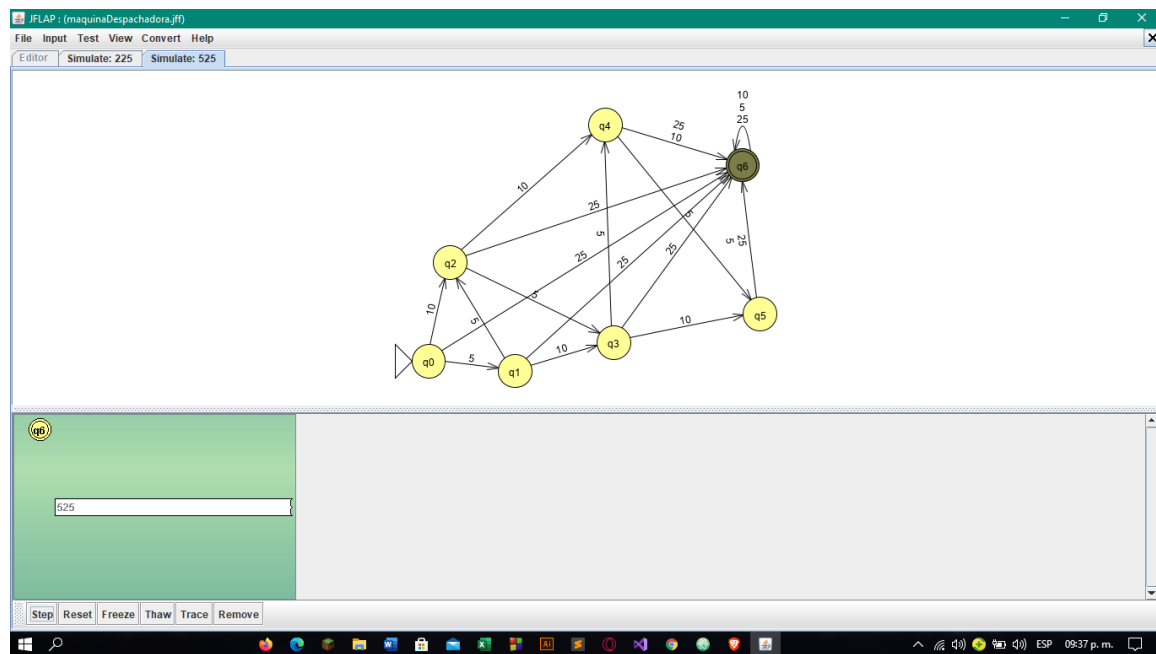 JFLAP : (maquinaDespachadora.jff)
File Input Test View Convert Help
Editor Simulate: 225 Simulate: 525
10
5
25
q4
25
10
q6
10
25
5
5
25
5
25
25
25
q2
10
5
5
10
q5
10
q3
q0
5
q1
q6
525
Step Reset Freeze Thaw Trace Remove
ESP 09:37 p. m.